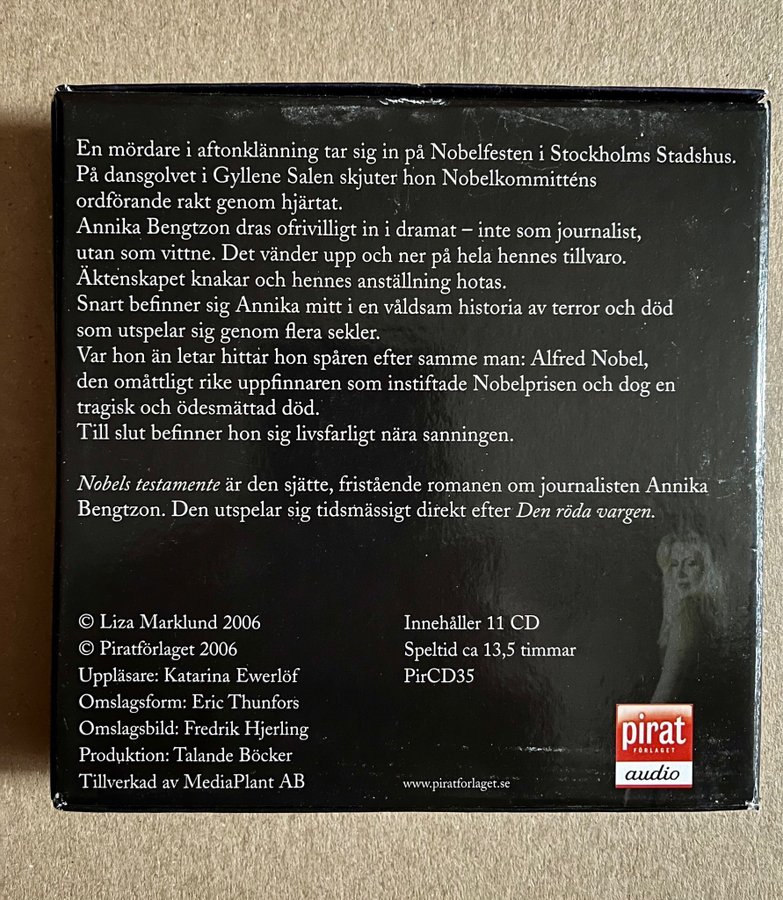 En mördare i aftonklänning tar sig in på Nobelfesten i Stockholms Stadshus.
På dansgolvet i Gyllene Salen skjuter hon Nobelkommitténs
ordförande rakt genom hjärtat.
Annika Bengtzon dras ofrivilligt in i dramat – inte som journalist,
utan som vittne. Det vänder upp och ner på hela hennes tillvaro.
Äktenskapet knakar och hennes anställning hotas.
Snart befinner sig Annika mitt i en våldsam historia av terror och död
som utspelar sig genom flera sekler.
Var hon än letar hittar hon spåren efter samme man: Alfred Nobel,
den omåttligt rike uppfinnaren som instiftade Nobelprisen och dog en
tragisk och ödesmättad död.
Till slut befinner hon sig livsfarligt nära sanningen.
Nobels testamente är den sjätte, fristående romanen om journalisten Annika
Bengtzon. Den utspelar sig tidsmässigt direkt efter Den röda vargen.
© Liza Marklund 2006
© Piratförlaget 2006
Uppläsare: Katarina Ewerlöf
Omslagsform: Eric Thunfors
Omslagsbild: Fredrik Hjerling
Produktion: Talande Böcker
Tillverkad av MediaPlant AB
Innehåller 11 CD
Speltid ca 13,5 timmar
PirCD35
www.piratforlaget.se
pirat
FÖRLAGET
audio